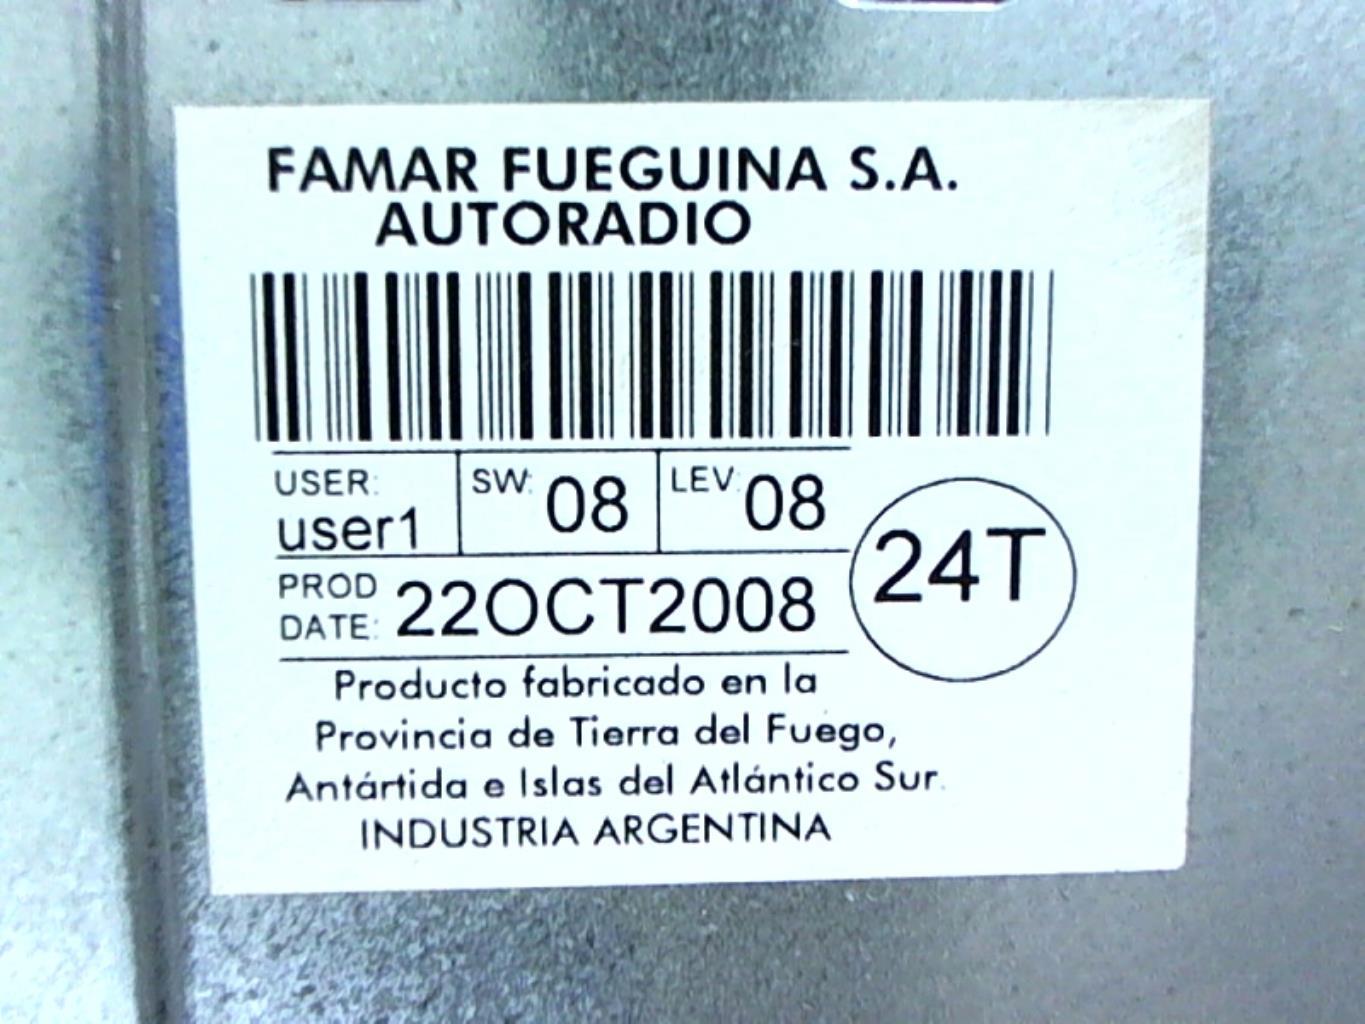 FAMAR FUEGUINA S.A.
AUTORADIO
USER: SW: 08 LEV: 08
user1
24T
PROD DATE: 22OCT2008
Producto fabricado en la
Provincia de Tierra del Fuego,
Antártida e Islas del Atlántico Sur.
INDUSTRIA ARGENTINA